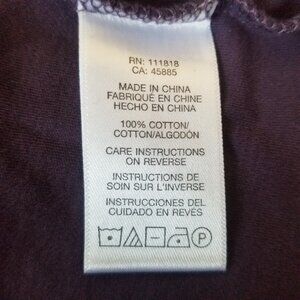 RN: 111818
CA: 45885
MADE IN CHINA
FABRIQUÉ EN CHINE
HECHO EN CHINA
100% COTTON/
COTTON/ALGODÓN
CARE INSTRUCTIONS
ON REVERSE
INSTRUCTIONS DE
SOIN SUR L'INVERSE
INSTRUCCIONES DEL
CUIDADO EN REVÉS
P